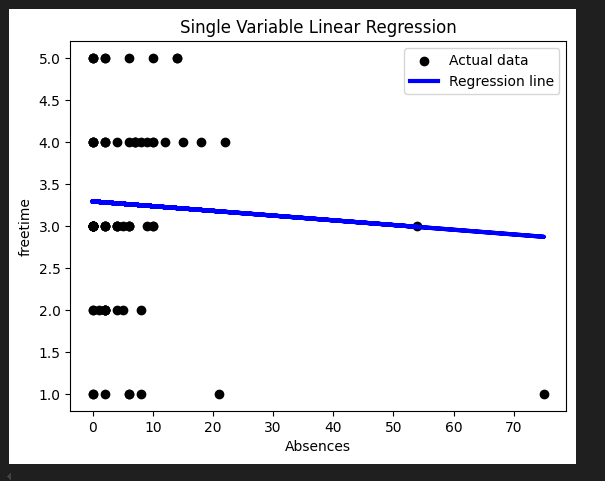 Single Variable Linear Regression
Actual data
Regression line
5.0
4.5
4.0
3.5
3.0
2.5
2.0
1.5
1.0
freetime
0 10 20 30 40 50 60 70
Absences